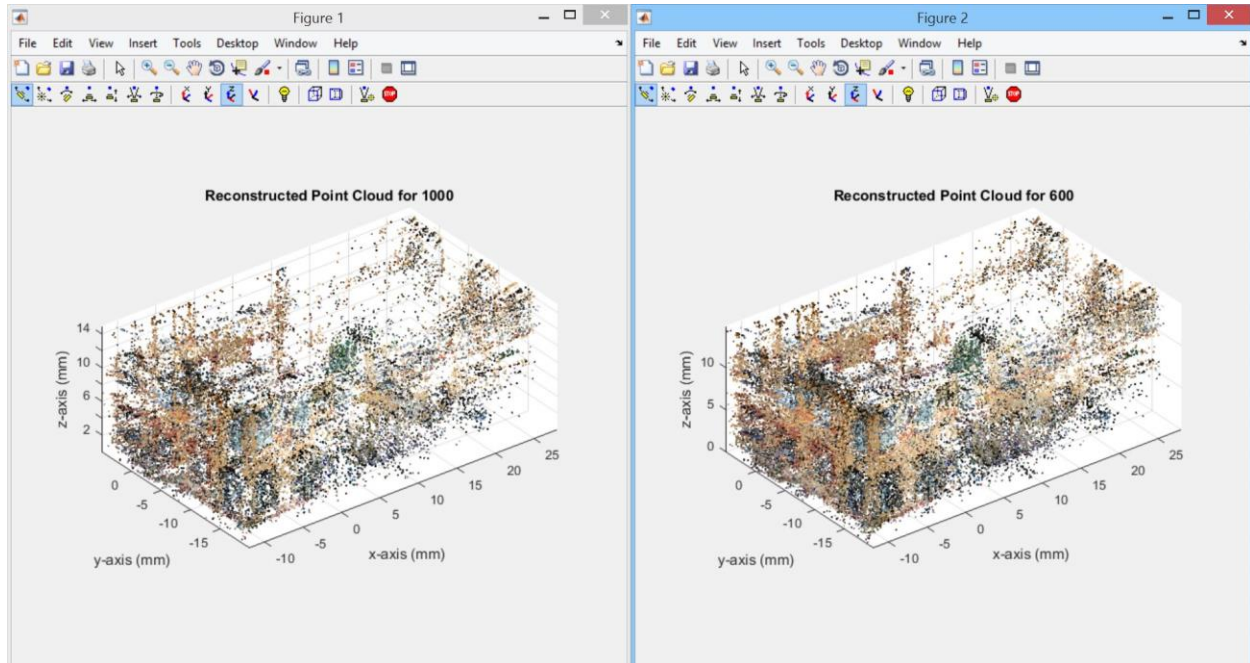 Figure 1
File Edit View Insert Tools Desktop Window Help
Reconstructed Point Cloud for 1000
14
10
6
2
z-axis (mm)
0
-5
-10
-15
y-axis (mm)
-10
-5
0
5
10
15
20
25
x-axis (mm)
Figure 2
File Edit View Insert Tools Desktop Window Help
Reconstructed Point Cloud for 600
10
5
0
z-axis (mm)
0
-5
-10
-15
y-axis (mm)
-10
-5
0
5
10
15
20
25
x-axis (mm)